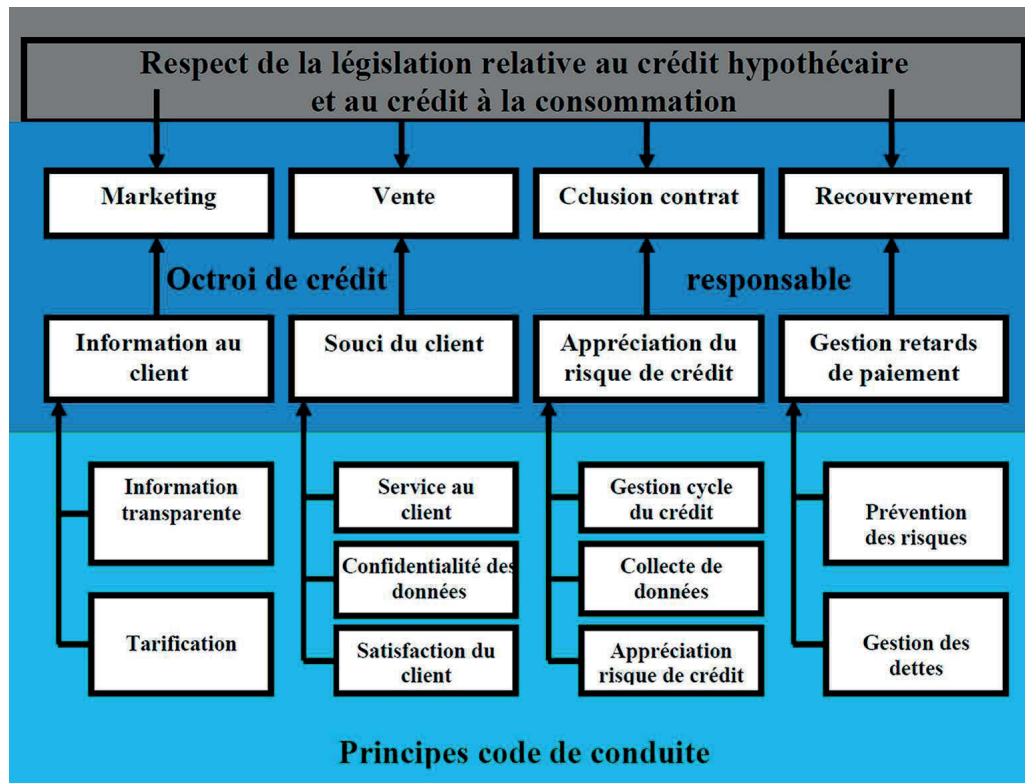 Respect de la législation relative au crédit hypothécaire
et au crédit à la consommation
Marketing
Vente
Cclusion contrat
Recouvrement
Octroi de crédit
responsable
Information au
client
Souci du client
Appréciation du
risque de crédit
Gestion retards
de paiement
Information
transparente
Tarification
Service au
client
Confidentialité des
données
Satisfaction du
client
Gestion cycle
du crédit
Collecte de
données
Appréciation
risque de crédit
Prévention
des risques
Gestion des
dettes
Principes code de conduite